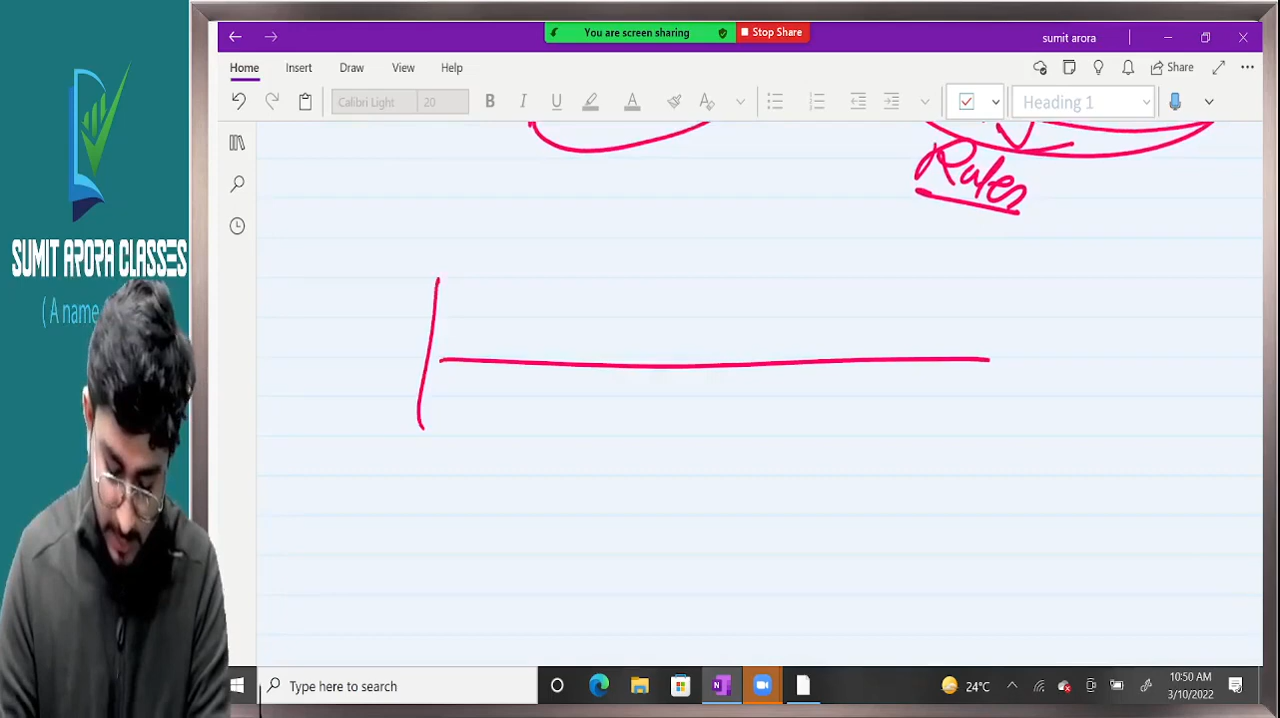 You are screen sharing
Stop Share
sumit arora
Home
Insert
Draw
View
Help
Share
Calibri Light
20
B
I
U
A
Heading 1
Rules
SUMIT ARORA CLASSES
( A name
Type here to search
24°C
10:50 AM
3/10/2022